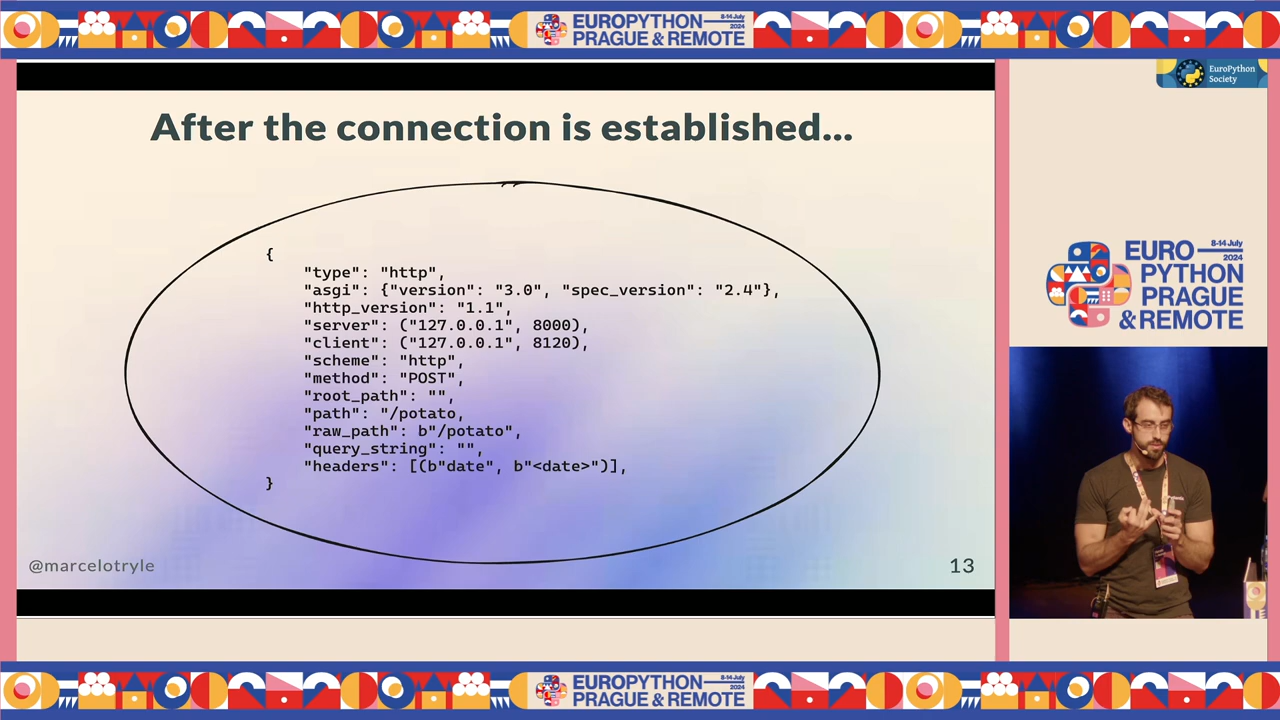 EUROPYTHON 8-14 July 2024
PRAGUE & REMOTE
EuroPython
Society
After the connection is established...
{
    "type": "http",
    "asgi": {"version": "3.0", "spec_version": "2.4"},
    "http_version": "1.1",
    "server": ("127.0.0.1", 8000),
    "client": ("127.0.0.1", 8120),
    "scheme": "http",
    "method": "POST",
    "root_path": "",
    "path": "/potato,
    "raw_path": b"/potato",
    "query_string": "",
    "headers": [(b"date", b"<date>")],
}
@marcelotryle
13
EURO 8-14 July 2024
PYTHON
PRAGUE
& REMOTE
EUROPYTHON 8-14 July 2024
PRAGUE & REMOTE